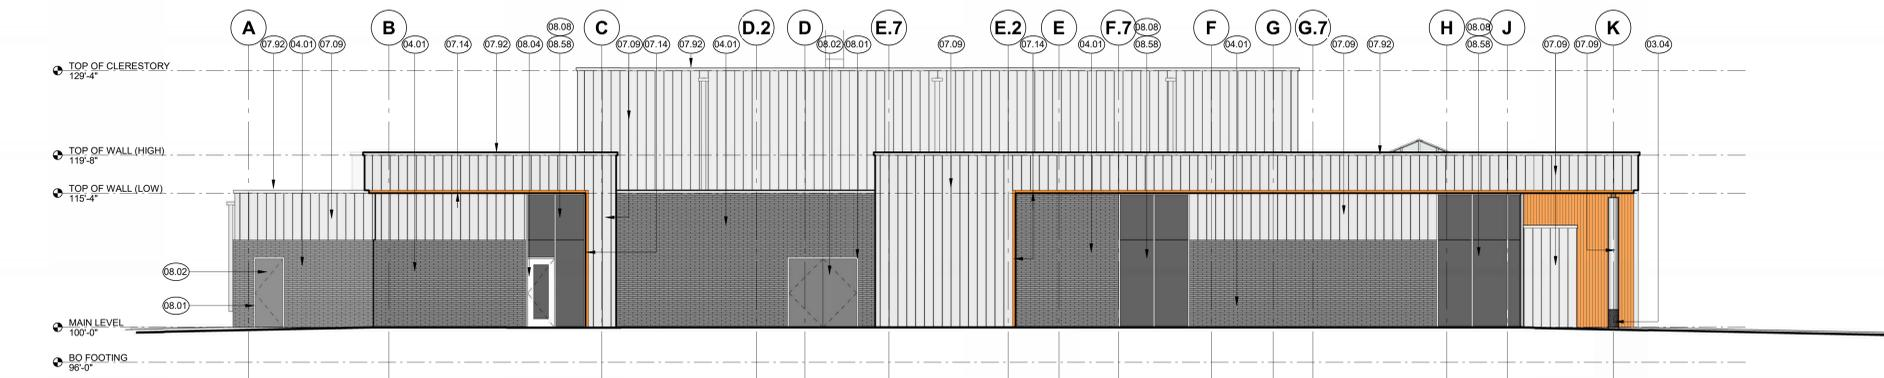 A B C D.2 D E.7 E.2 E F.7 F G G.7 H J K
08.08 08.08 08.08
07.92 04.01 07.09 04.01 07.14 07.92 08.04 08.58 07.09 07.14 07.92 04.01 08.02 08.01 07.09 07.14 04.01 08.58 04.01 07.09 07.92 08.58 07.09 07.09 03.04
TOP OF CLERESTORY
129'-4"
TOP OF WALL (HIGH)
119'-8"
TOP OF WALL (LOW)
115'-4"
08.02
08.01
MAIN LEVEL
100'-0"
BO FOOTING
96'-0"